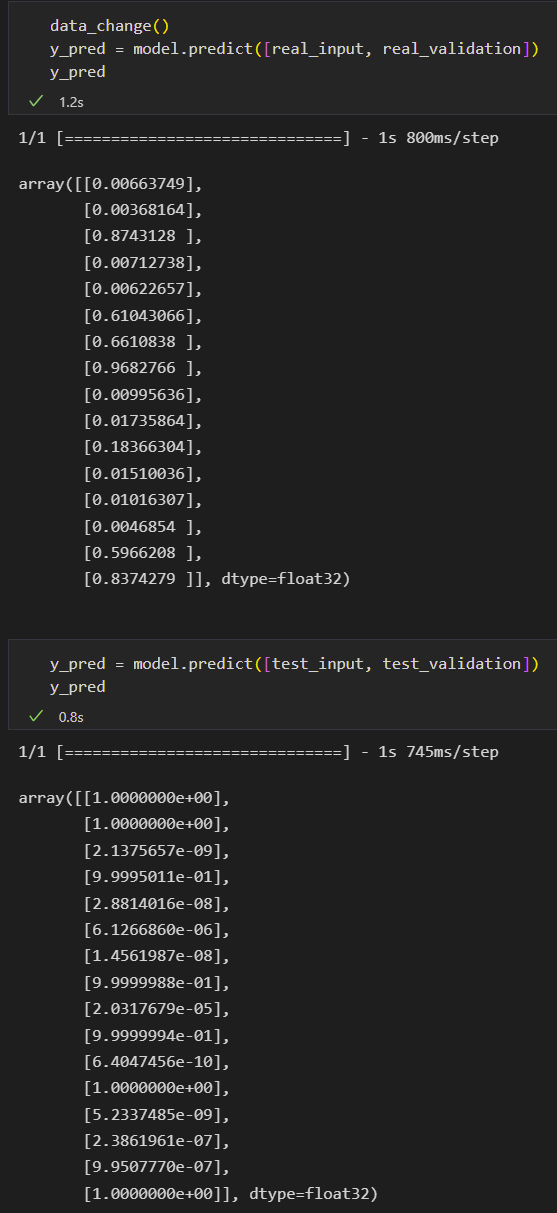 data_change()
y_pred = model.predict([real_input, real_validation])
y_pred
✓ 1.2s
1/1 [==============================] - 1s 800ms/step
array([[0.00663749],
[0.00368164],
[0.8743128 ],
[0.00712738],
[0.00622657],
[0.61043066],
[0.6610838 ],
[0.9682766 ],
[0.00995636],
[0.01735864],
[0.18366304],
[0.01510036],
[0.01016307],
[0.0046854 ],
[0.5966208 ],
[0.8374279 ]], dtype=float32)
y_pred = model.predict([test_input, test_validation])
y_pred
✓ 0.8s
1/1 [==============================] - 1s 745ms/step
array([[1.0000000e+00],
[1.0000000e+00],
[2.1375657e-09],
[9.9995011e-01],
[2.8814016e-08],
[6.1266860e-06],
[1.4561987e-08],
[9.9999988e-01],
[2.0317679e-05],
[9.9999994e-01],
[6.4047456e-10],
[1.0000000e+00],
[5.2337485e-09],
[2.3861961e-07],
[9.9507770e-07],
[1.0000000e+00]], dtype=float32)